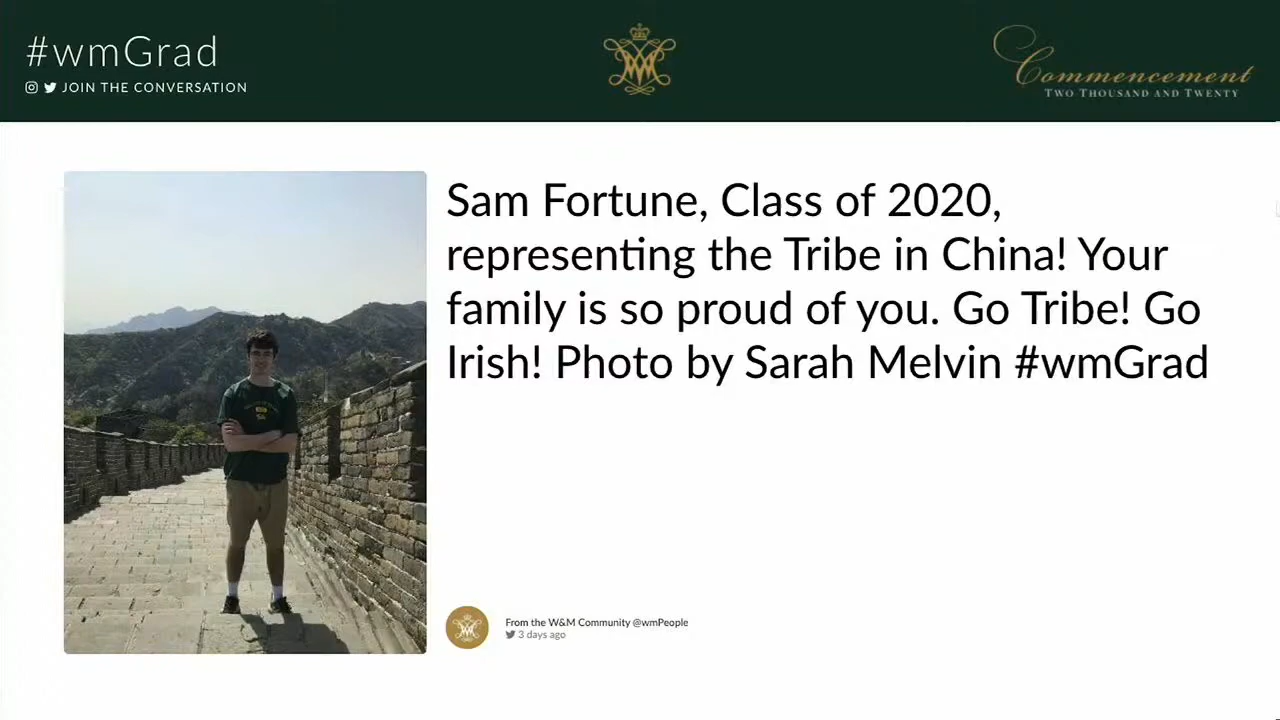 #wmGrad
JOIN THE CONVERSATION
Commencement
TWO THOUSAND AND TWENTY
Sam Fortune, Class of 2020,
representing the Tribe in China! Your
family is so proud of you. Go Tribe! Go
Irish! Photo by Sarah Melvin #wmGrad
From the W&M Community @wmPeople
3 days ago